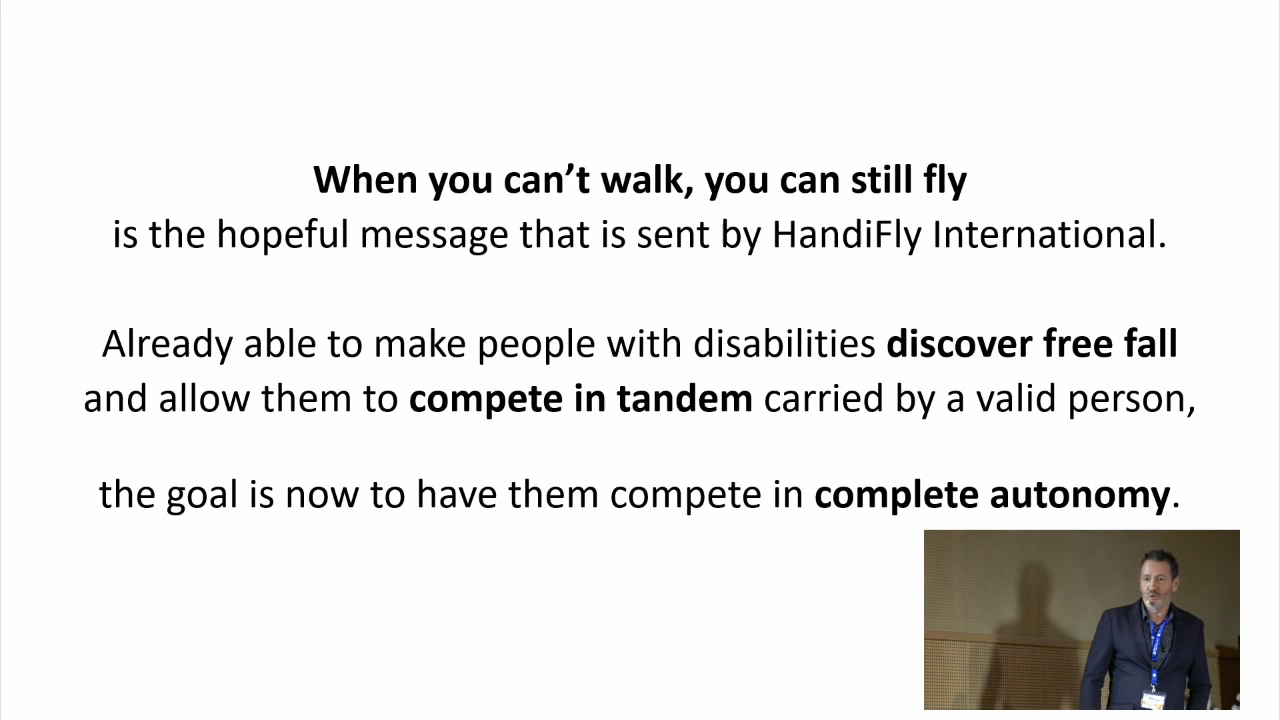 When you can’t walk, you can still fly
is the hopeful message that is sent by HandiFly International.
Already able to make people with disabilities discover free fall
and allow them to compete in tandem carried by a valid person,
the goal is now to have them compete in complete autonomy.